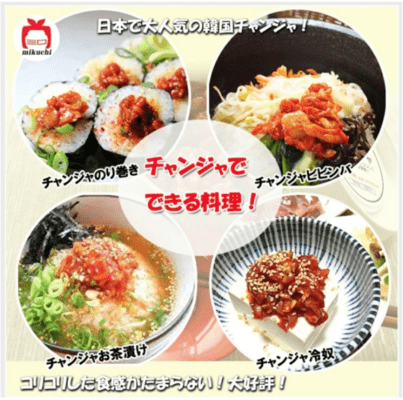 日本で大人気の韓国チャンジャ!
mikuchi
チャンジャのり巻き
チャンジャビビンバ
チャンジャで
できる料理!
チャンジャお茶漬け
チャンジャ冷奴
コリコリした食感がたまらない!大好評!